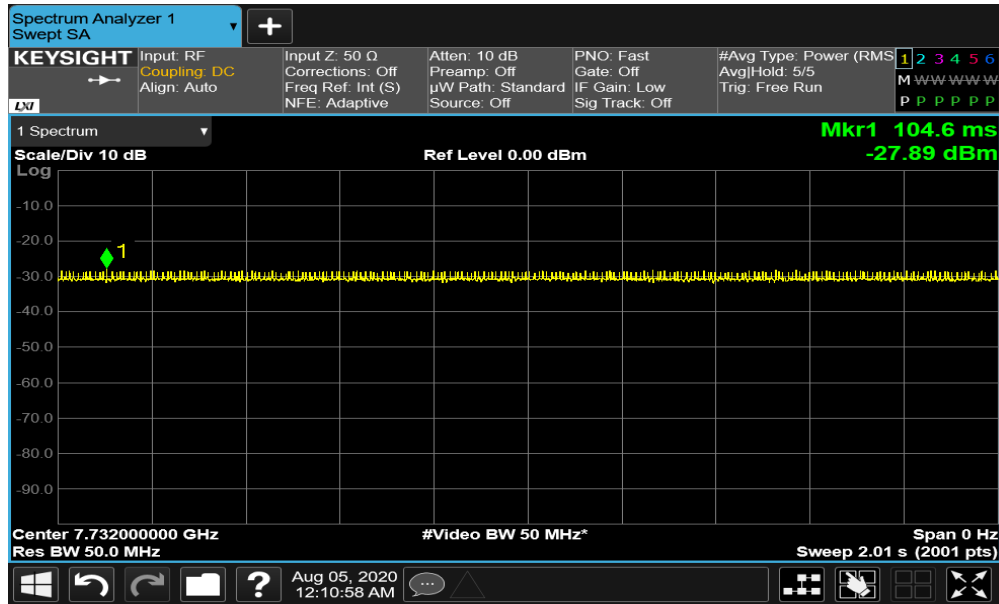 Spectrum Analyzer 1
Swept SA
KEYSIGHT
LXI
Input: RF
Coupling: DC
Align: Auto
Input Z: 50 Ω
Corrections: Off
Freq Ref: Int (S)
NFE: Adaptive
Atten: 10 dB
Preamp: Off
µW Path: Standard
Source: Off
PNO: Fast
Gate: Off
IF Gain: Low
Sig Track: Off
#Avg Type: Power (RMS
Avg|Hold: 5/5
Trig: Free Run
1 2 3 4 5 6
M W W W W W
P P P P P P
1 Spectrum
Mkr1 104.6 ms
-27.89 dBm
Scale/Div 10 dB
Ref Level 0.00 dBm
Log
-10.0
-20.0
1
-30.0
-40.0
-50.0
-60.0
-70.0
-80.0
-90.0
Center 7.732000000 GHz
#Video BW 50 MHz*
Span 0 Hz
Res BW 50.0 MHz
Sweep 2.01 s (2001 pts)
?
Aug 05, 2020
12:10:58 AM